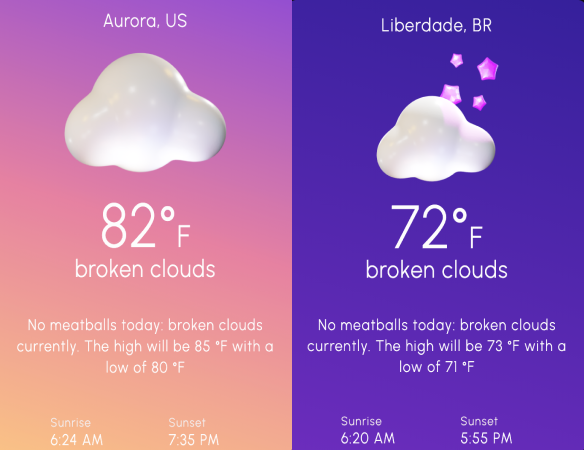 Aurora, US
82°F
broken clouds
No meatballs today: broken clouds
currently. The high will be 85 °F with a
low of 80 °F
Sunrise
6:24 AM
Sunset
7:35 PM
Liberdade, BR
72°F
broken clouds
No meatballs today: broken clouds
currently. The high will be 73 °F with a
low of 71 °F
Sunrise
6:20 AM
Sunset
5:55 PM